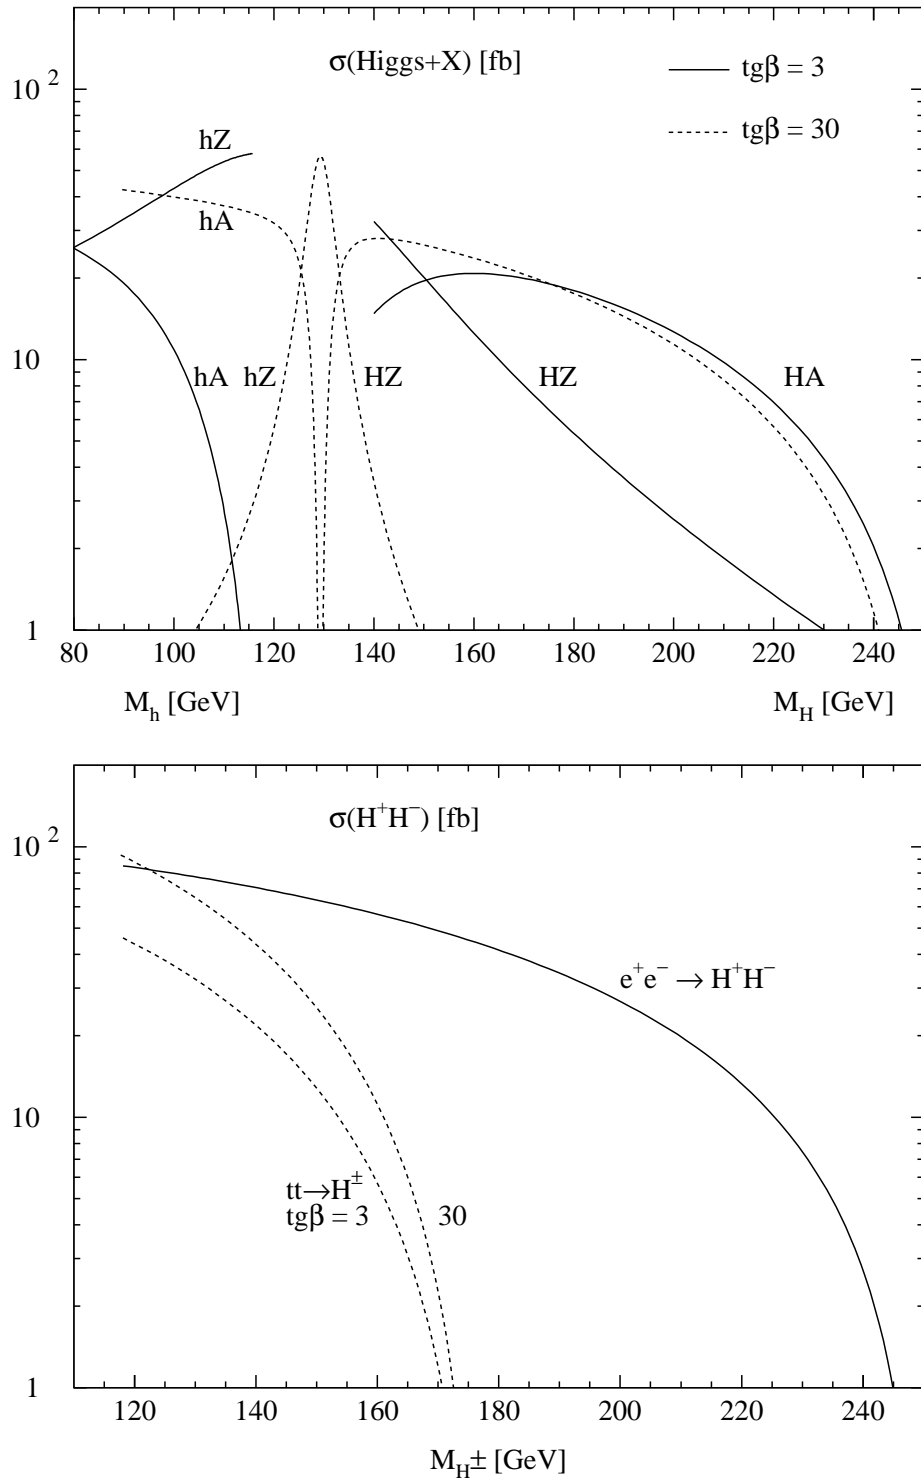 σ(Higgs+X) [fb]
tgβ = 3
tgβ = 30
10²
10
1
hZ
hA
hA
hZ
HZ
HZ
HA
80 100 120 140 160 180 200 220 240
M_h [GeV]
M_H [GeV]
σ(H⁺H⁻) [fb]
10²
10
1
e⁺e⁻ → H⁺H⁻
tt→H±
tgβ = 3
30
120 140 160 180 200 220 240
M_H± [GeV]